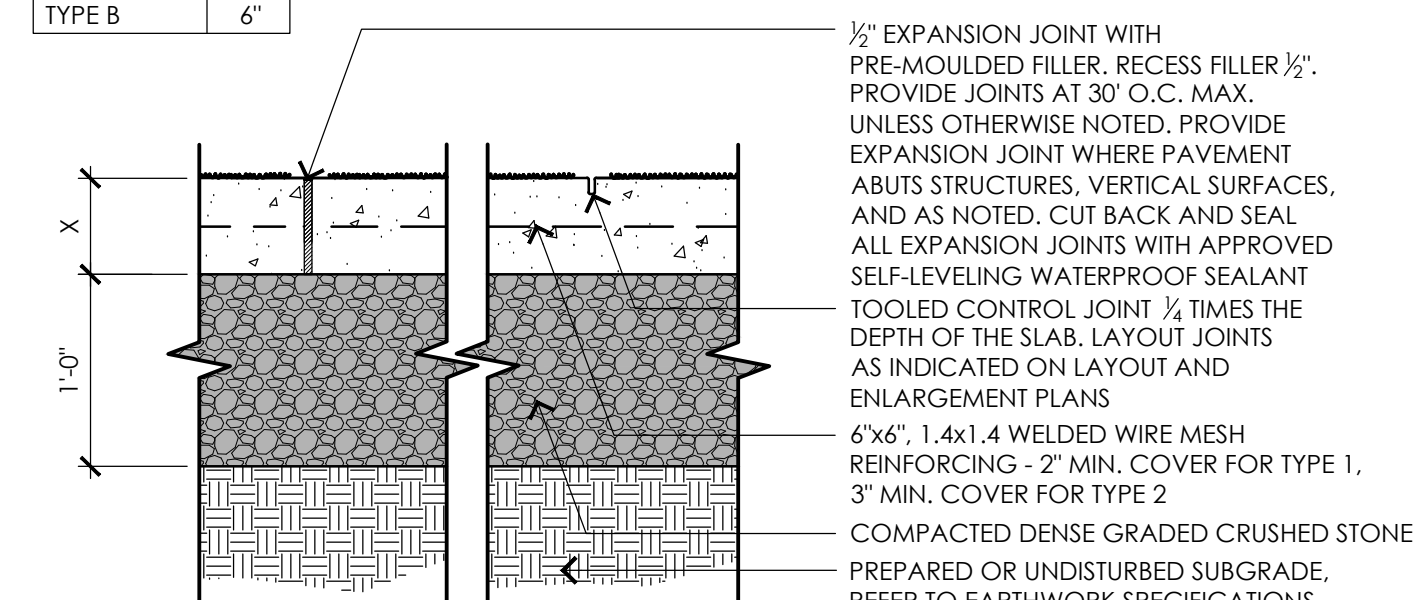 TYPE B 6"
½" EXPANSION JOINT WITH
PRE-MOULDED FILLER. RECESS FILLER ½".
PROVIDE JOINTS AT 30' O.C. MAX.
UNLESS OTHERWISE NOTED. PROVIDE
EXPANSION JOINT WHERE PAVEMENT
ABUTS STRUCTURES, VERTICAL SURFACES,
AND AS NOTED. CUT BACK AND SEAL
ALL EXPANSION JOINTS WITH APPROVED
SELF-LEVELING WATERPROOF SEALANT
TOOLED CONTROL JOINT ¼ TIMES THE
DEPTH OF THE SLAB. LAYOUT JOINTS
AS INDICATED ON LAYOUT AND
ENLARGEMENT PLANS
6"x6", 1.4x1.4 WELDED WIRE MESH
REINFORCING - 2" MIN. COVER FOR TYPE 1,
3" MIN. COVER FOR TYPE 2
COMPACTED DENSE GRADED CRUSHED STONE
PREPARED OR UNDISTURBED SUBGRADE,
REFER TO EARTHWORK SPECIFICATIONS
X
1'-0"